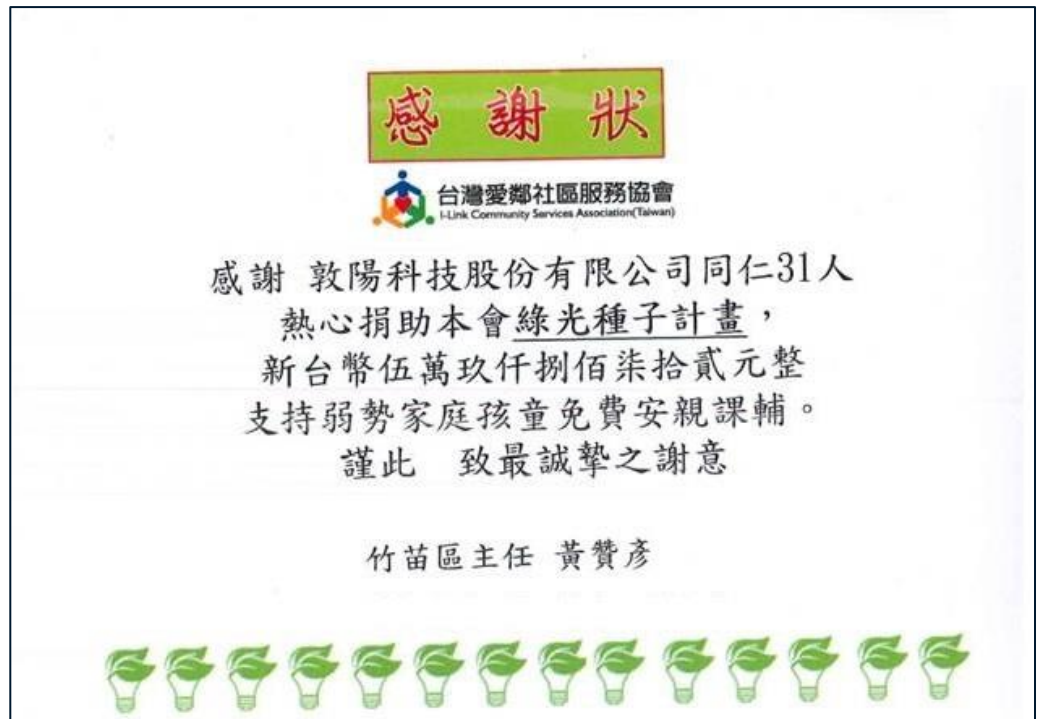 感謝狀
台灣愛鄰社區服務協會
I-Link Community Services Association(Taiwan)
感謝 敦陽科技股份有限公司同仁31人
熱心捐助本會綠光種子計畫，
新台幣伍萬玖仟捌佰柒拾貳元整
支持弱勢家庭孩童免費安親課輔。
謹此　致最誠摯之謝意
竹苗區主任 黃贊彥